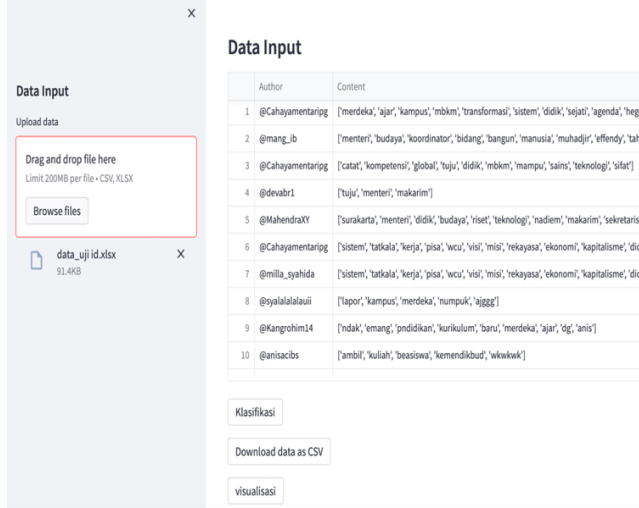 Data Input
Upload data
Drag and drop file here
Limit 200MB per file • CSV, XLSX
Browse files
data_uji id.xlsx
91.4KB
Data Input
Author Content
1 @Cahayamentaripg ['merdeka', 'ajar', 'kampus', 'mbkm', 'transformasi', 'sistem', 'didik', 'sejati', 'agenda', 'heg
2 @mang_ib ['menteri', 'budaya', 'koordinator', 'bidang', 'bangun', 'manusia', 'muhadjir', 'effendy', 'tah
3 @Cahayamentaripg ['catat', 'kompetensi', 'global', 'tuju', 'didik', 'mbkm', 'mampu', 'sains', 'teknologi', 'sifat']
4 @devabr1 ['tuju', 'menteri', 'makarim']
5 @MahendraXY ['surakarta', 'menteri', 'didik', 'budaya', 'riset', 'teknologi', 'nadiem', 'makarim', 'sekretaris
6 @Cahayamentaripg ['sistem', 'tatkala', 'kerja', 'pisa', 'wcu', 'visi', 'misi', 'rekayasa', 'ekonomi', 'kapitalisme', 'dic
7 @milla_syahida ['sistem', 'tatkala', 'kerja', 'pisa', 'wcu', 'visi', 'misi', 'rekayasa', 'ekonomi', 'kapitalisme', 'dic
8 @syalalalalauii ['lapor', 'kampus', 'merdeka', 'numpuk', 'ajggg']
9 @Kangrohim14 ['ndak', 'emang', 'pndidikan', 'kurikulum', 'baru', 'merdeka', 'ajar', 'dg', 'anis']
10 @anisacibs ['ambil', 'kuliah', 'beasiswa', 'kemendikbud', 'wkwkwk']
Klasifikasi
Download data as CSV
visualisasi